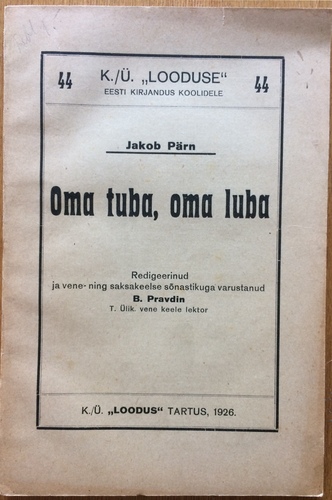 44 K./Ü. „LOODUSE“ 44
EESTI KIRJANDUS KOOLIDELE
Jakob Pärn
Oma tuba, oma luba
Redigeerinud
ja vene- ning saksakeelse sõnastikuga varustanud
B. Pravdin
T. Ülik. vene keele lektor
K./Ü. „LOODUS“ TARTUS, 1926.